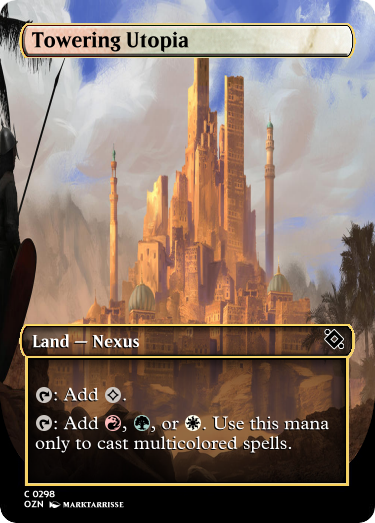 Towering Utopia
Land — Nexus
: Add .
: Add , , or . Use this mana
only to cast multicolored spells.
C 0298
OZN MARKTARRISSE